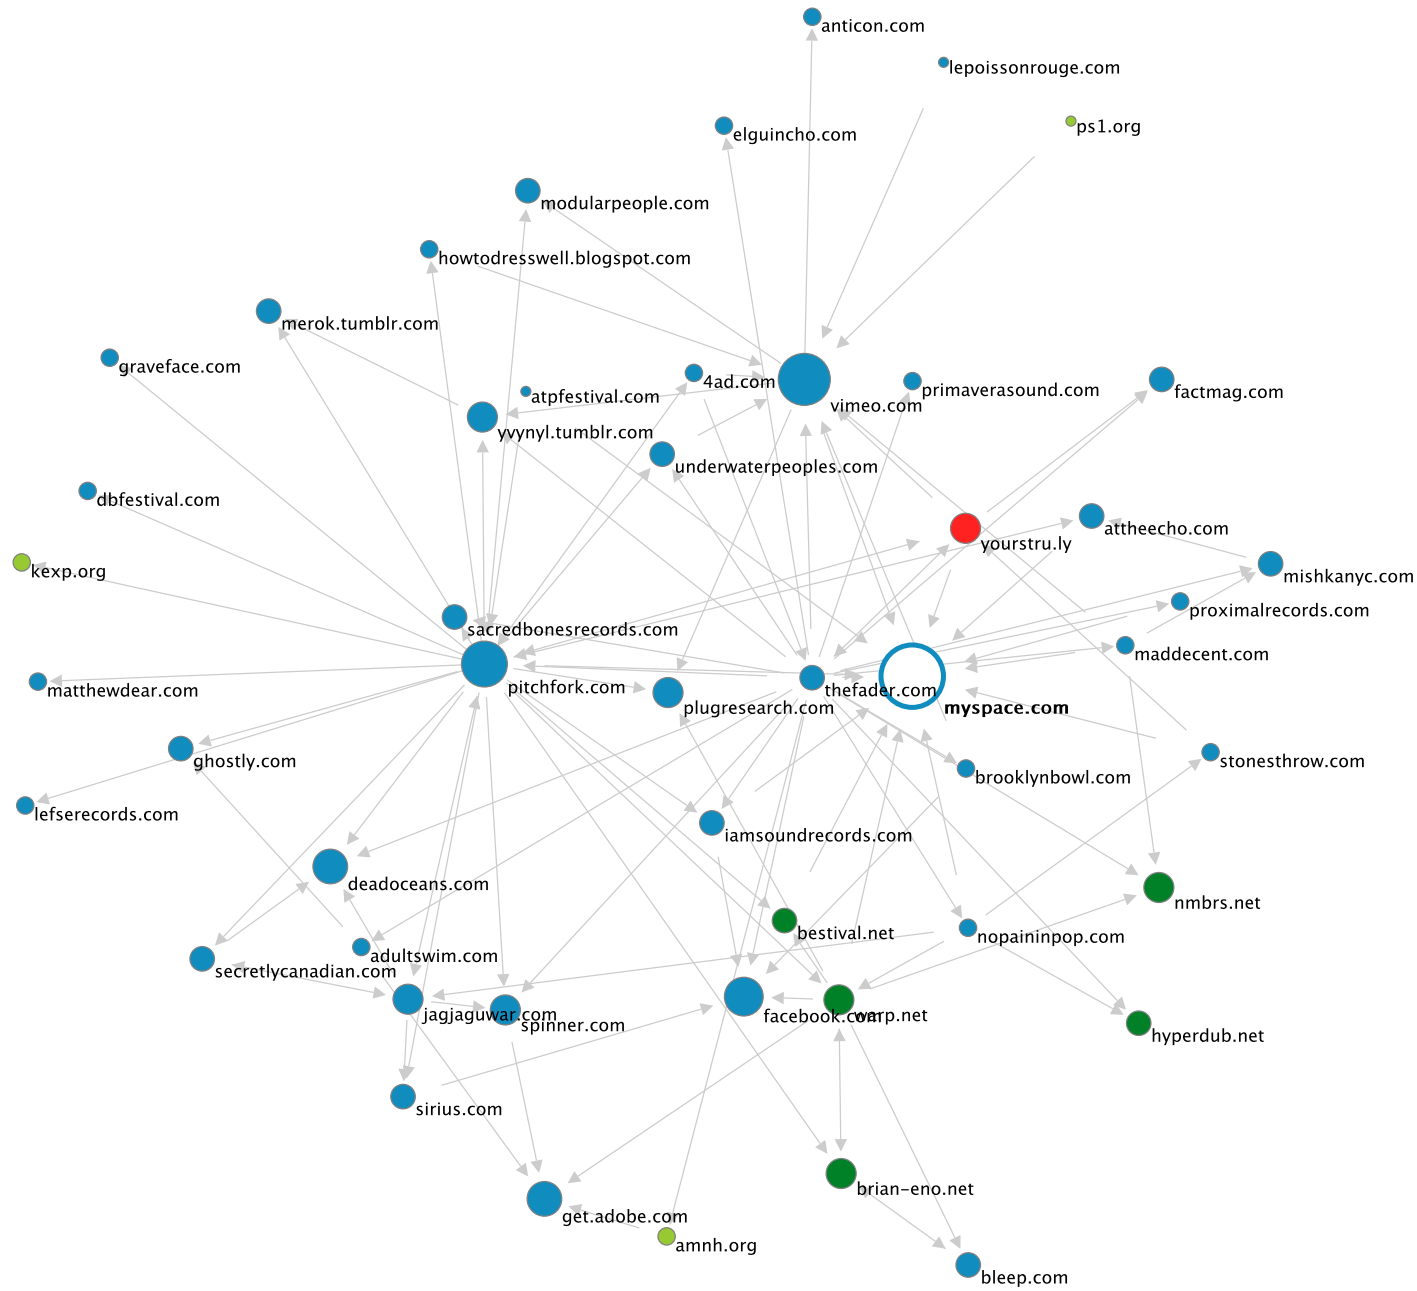 anticon.com
lepoissonrouge.com
ps1.org
elguincho.com
modularpeople.com
howtodresswell.blogspot.com
merok.tumblr.com
graveface.com
4ad.com
primaverasound.com
factmag.com
atpfestival.com
vimeo.com
yvynyl.tumblr.com
underwaterpeoples.com
dbfestival.com
attheecho.com
yourstru.ly
kexp.org
mishkanyc.com
proximalrecords.com
sacredbonesrecords.com
maddecent.com
pitchfork.com
matthewdear.com
thefader.com
plugresearch.com
myspace.com
ghostly.com
stonesthrow.com
brooklynbowl.com
lefserecords.com
iamsoundrecords.com
deadoceans.com
nmbrs.net
bestival.net
nopaininpop.com
adultswim.com
secretlycanadian.com
jagjaguwar.com
facebook.com
warp.net
spinner.com
hyperdub.net
sirius.com
brian-eno.net
get.adobe.com
amnh.org
bleep.com